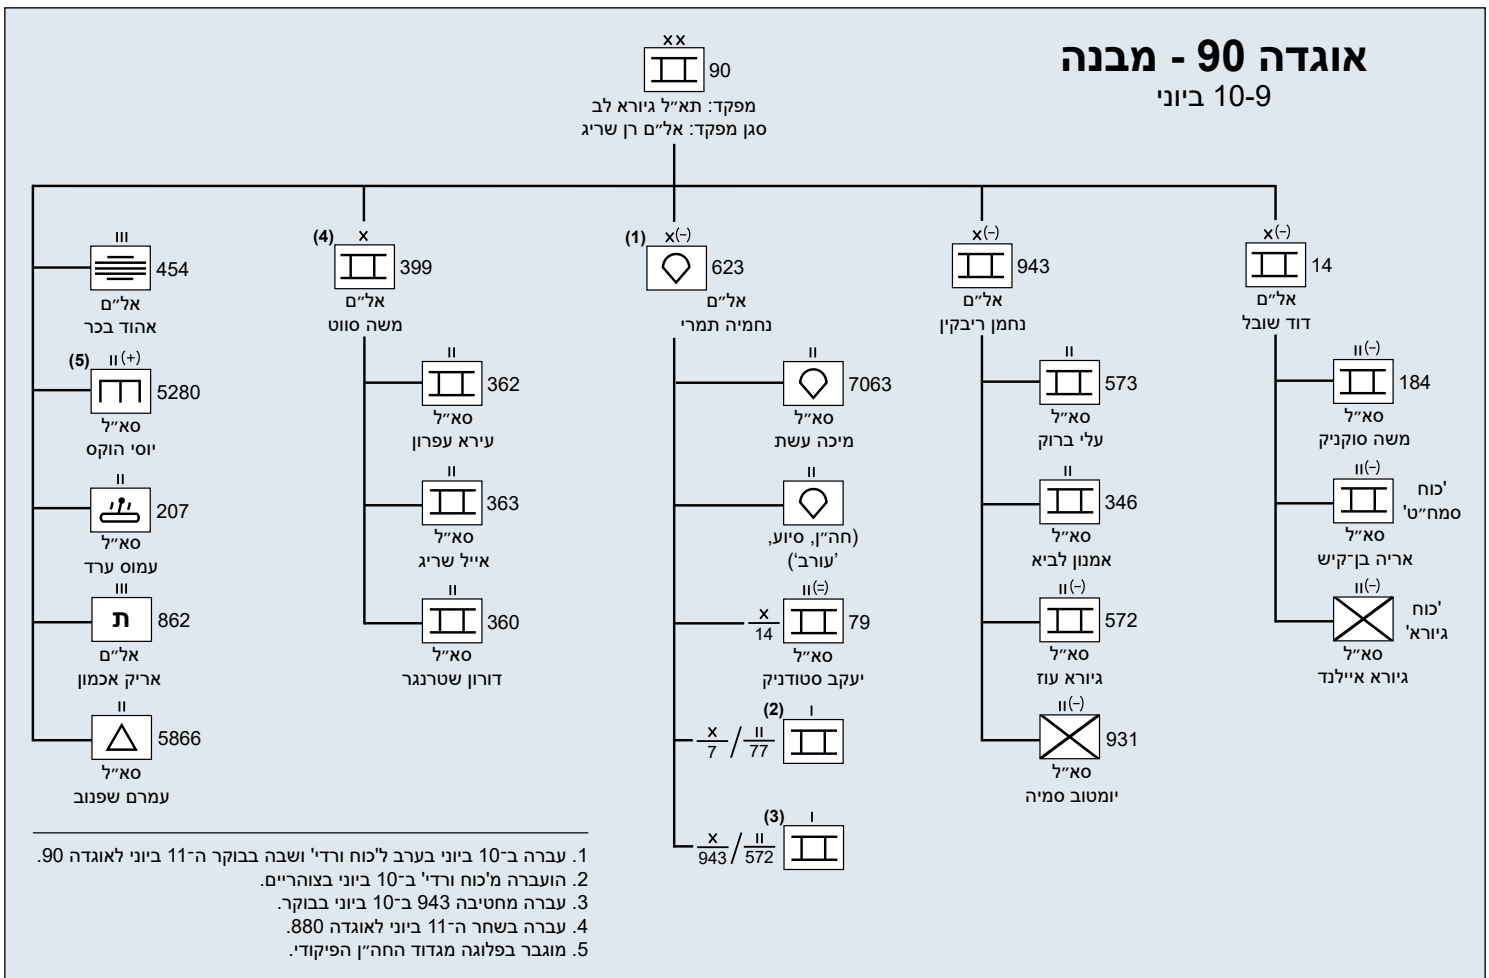 אוגדה 90 - מבנה
10-9 ביוני
xx
90
מפקד: תא״ל גיורא לב
סגן מפקד: אל״ם רן שריג
x(–)
14
אל״ם
דוד שובל
II(–)
184
סא״ל
משה סוקניק
II(–)
'כוח
סמח״ט'
סא״ל
אריה בן־קיש
II(–)
'כוח
גיורא'
סא״ל
גיורא איילנד
x(–)
943
אל״ם
נחמן ריבקין
II
573
סא״ל
עלי ברוק
II
346
סא״ל
אמנון לביא
II(–)
572
סא״ל
גיורא עוז
II(–)
931
סא״ל
יומטוב סמיה
(1) x(–)
623
אל״ם
נחמיה תמרי
II
7063
סא״ל
מיכה עשת
II
(חה״ן, סיוע,
'עורב')
II(=)
79
x
14
סא״ל
יעקב סטודניק
(2) I
x / II
7 77
(3) I
x / II
943 572
(4) x
399
אל״ם
משה סווט
II
362
סא״ל
עירא עפרון
II
363
סא״ל
אייל שריג
II
360
סא״ל
דורון שטרנגר
III
454
אל״ם
אהוד בכר
(5) II(+)
5280
סא״ל
יוסי הוקס
II
207
סא״ל
עמוס ערד
III
ת
862
אל״ם
אריק אכמון
II
5866
סא״ל
עמרם שפנוב
1. עברה ב־10 ביוני בערב ל'כוח ורדי' ושבה בבוקר ה־11 ביוני לאוגדה 90.
2. הועברה מ'כוח ורדי' ב־10 ביוני בצוהריים.
3. עברה מחטיבה 943 ב־10 ביוני בבוקר.
4. עברה בשחר ה־11 ביוני לאוגדה 880.
5. מוגבר בפלוגה מגדוד החה״ן הפיקודי.